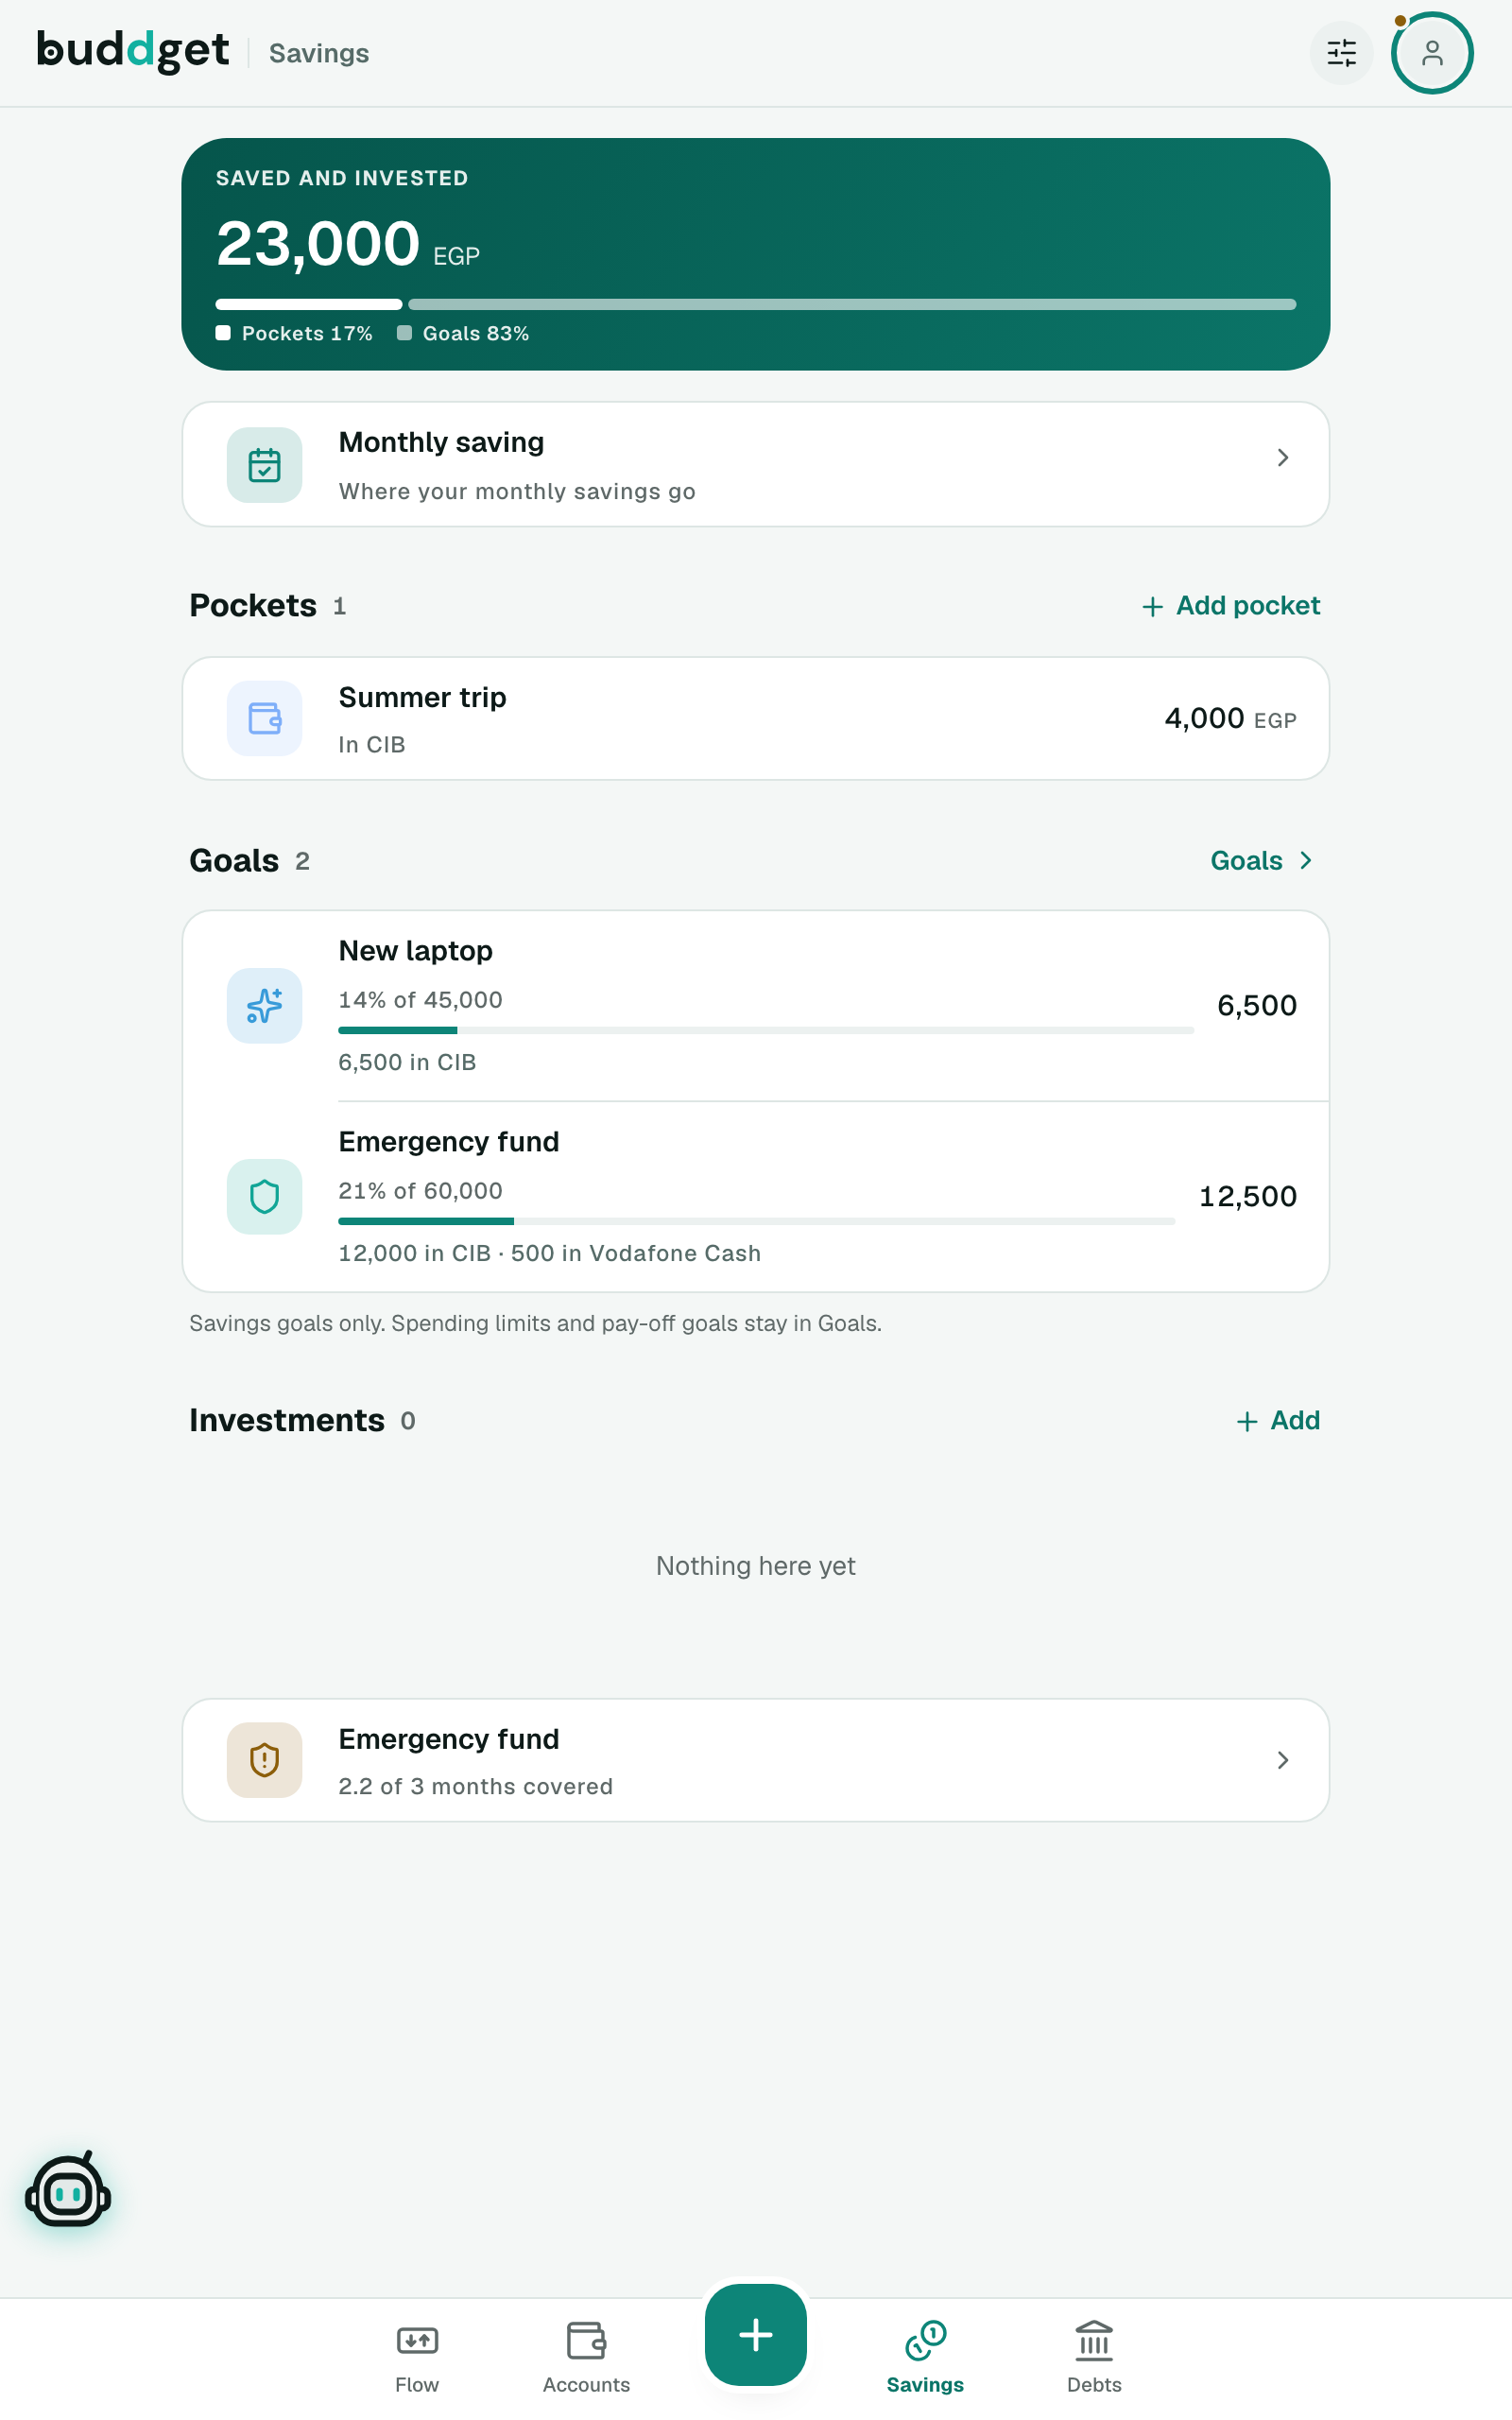 buddget
Savings
SAVED AND INVESTED
23,000 EGP
Pockets 17% Goals 83%
Monthly saving
Where your monthly savings go
Pockets 1
Add pocket
Summer trip
In CIB
4,000 EGP
Goals 2
Goals
New laptop
14% of 45,000
6,500
6,500 in CIB
Emergency fund
21% of 60,000
12,500
12,000 in CIB · 500 in Vodafone Cash
Savings goals only. Spending limits and pay-off goals stay in Goals.
Investments 0
Add
Nothing here yet
Emergency fund
2.2 of 3 months covered
Flow
Accounts
Savings
Debts